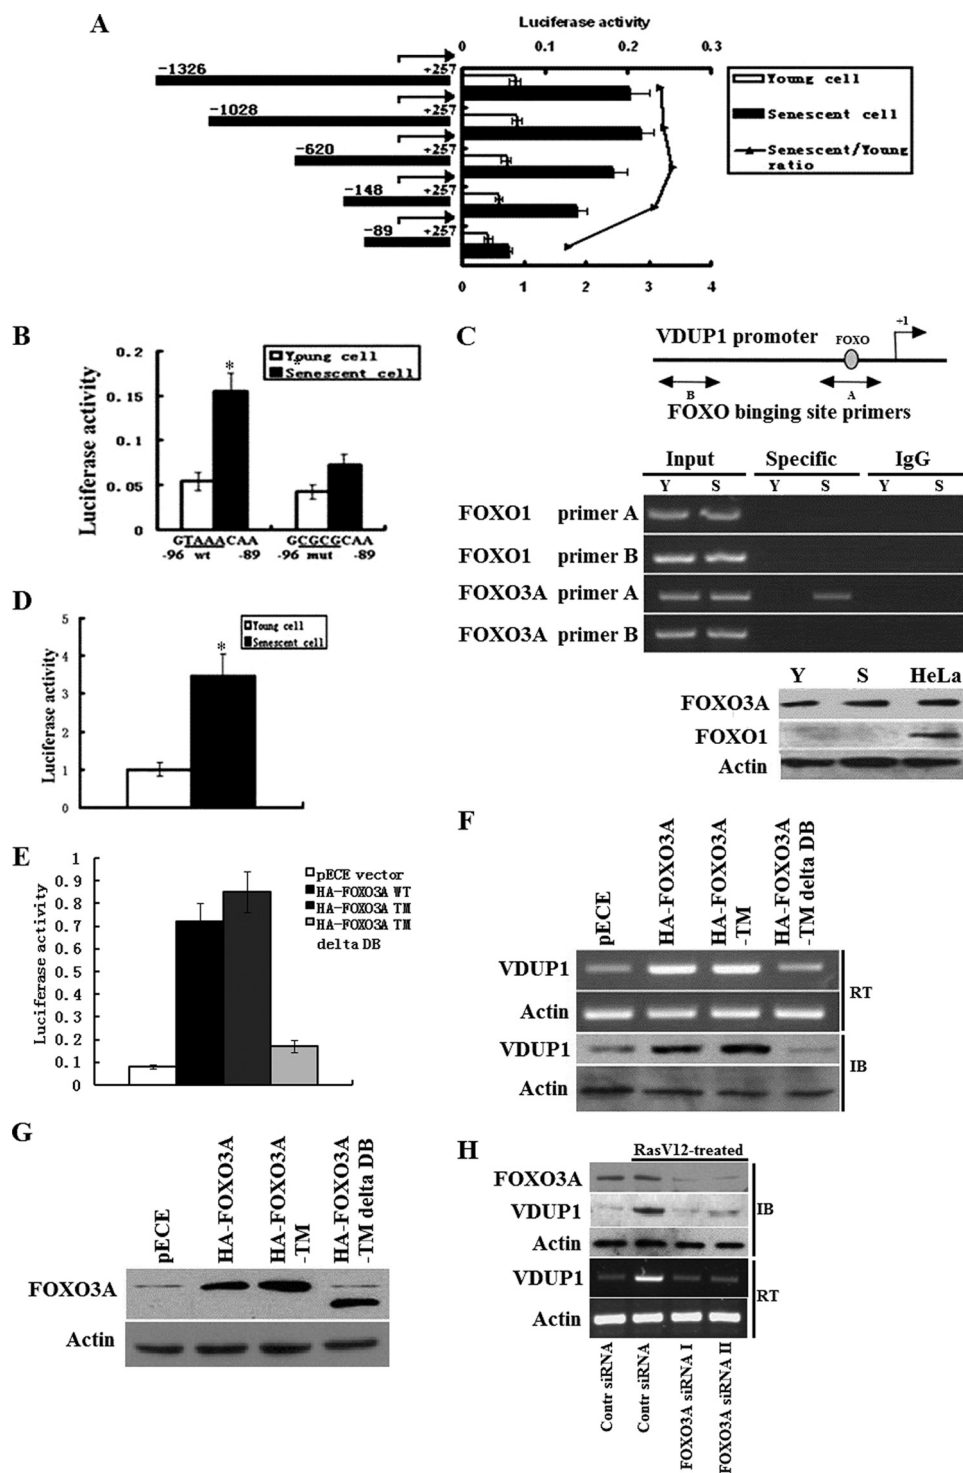 A
Luciferase activity
0 0.1 0.2 0.3
-1326 +257
-1028 +257
-620 +257
-148 +257
-89 +257
0 1 2 3 4
Young cell
Senescent cell
Senescent/Young
ratio
B
Luciferase activity
0.2
0.15
0.1
0.05
0
Young cell
Senescent cell
*
GTAAACAA GCGCGCAA
-96 wt -89 -96 mut -89
C
VDUP1 promoter
FOXO
+1
B A
FOXO binging site primers
Input Specific IgG
Y S Y S Y S
FOXO1 primer A
FOXO1 primer B
FOXO3A primer A
FOXO3A primer B
Y S HeLa
FOXO3A
FOXO1
Actin
D
Luciferase activity
5
4
3
2
1
0
Young cell
Senescent cell
*
E
Luciferase activity
1
0.9
0.8
0.7
0.6
0.5
0.4
0.3
0.2
0.1
0
pECE vector
HA-FOXO3A WT
HA-FOXO3A TM
HA-FOXO3A TM
delta DB
F
pECE
HA-FOXO3A
HA-FOXO3A
-TM
HA-FOXO3A
-TM delta DB
VDUP1
Actin
RT
VDUP1
Actin
IB
G
pECE
HA-FOXO3A
HA-FOXO3A
-TM
HA-FOXO3A
-TM delta DB
FOXO3A
Actin
H
RasV12-treated
FOXO3A
VDUP1
Actin
IB
VDUP1
Actin
RT
Contr siRNA
Contr siRNA
FOXO3A siRNA I
FOXO3A siRNA II